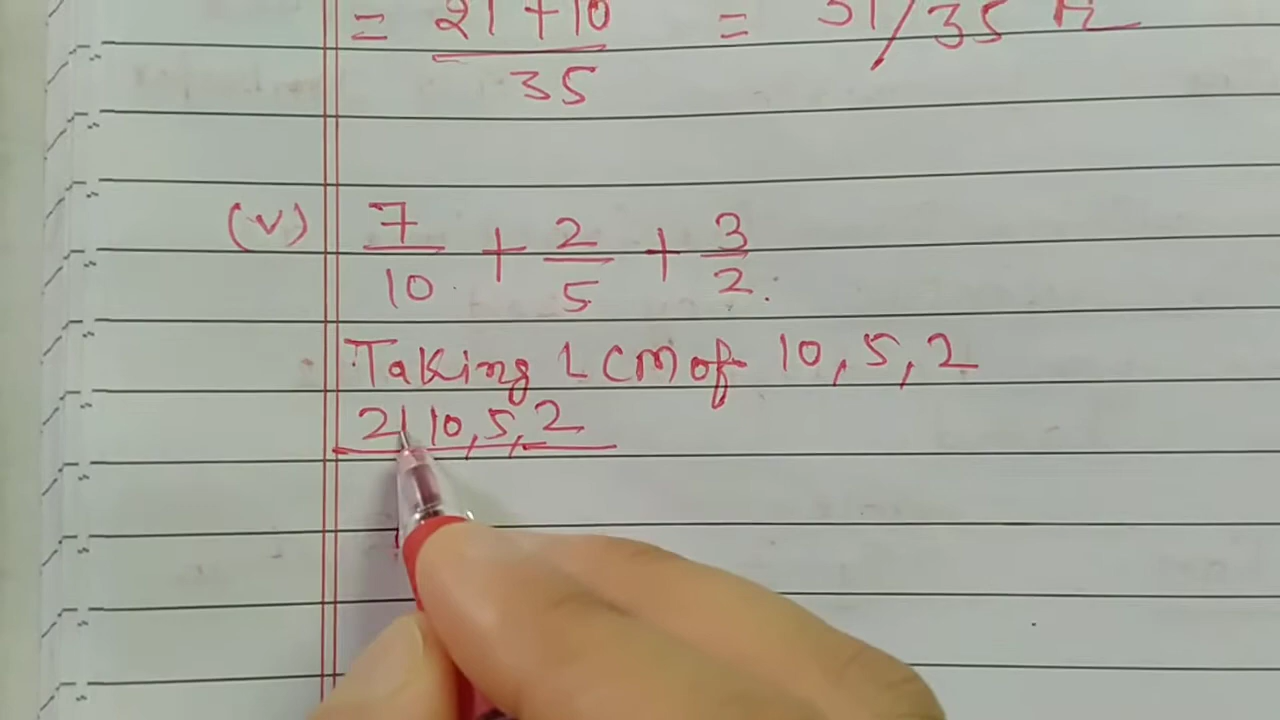 = 21 + 10 / 35 = 31/35
(v) 7/10 + 2/5 + 3/2
Taking LCM of 10, 5, 2
2 | 10, 5, 2